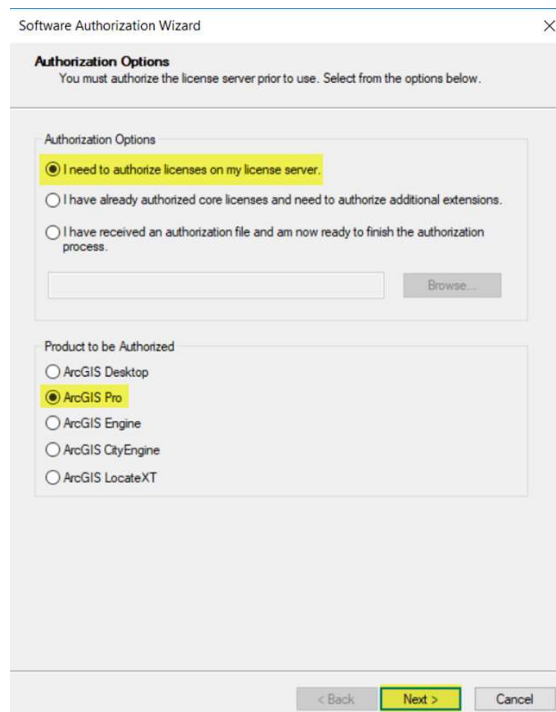 Software Authorization Wizard
Authorization Options
You must authorize the license server prior to use. Select from the options below.
Authorization Options
I need to authorize licenses on my license server.
I have already authorized core licenses and need to authorize additional extensions.
I have received an authorization file and am now ready to finish the authorization
process.
Browse...
Product to be Authorized
ArcGIS Desktop
ArcGIS Pro
ArcGIS Engine
ArcGIS CityEngine
ArcGIS LocateXT
< Back Next > Cancel